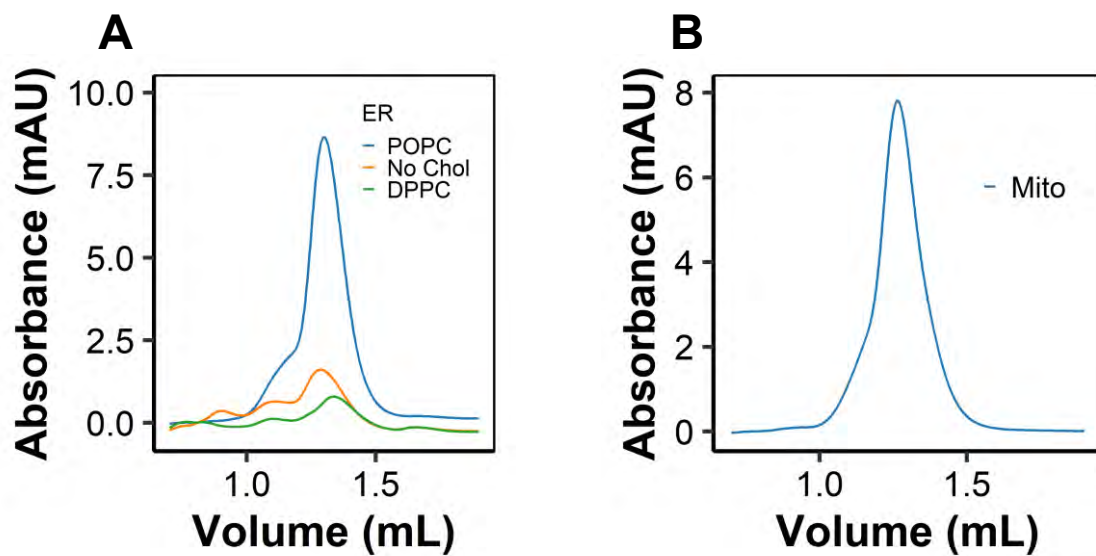 A
Absorbance (mAU)
10.0
7.5
5.0
2.5
0.0
ER
POPC
No Chol
DPPC
1.0 1.5
Volume (mL)
B
Absorbance (mAU)
8
6
4
2
0
Mito
1.0 1.5
Volume (mL)